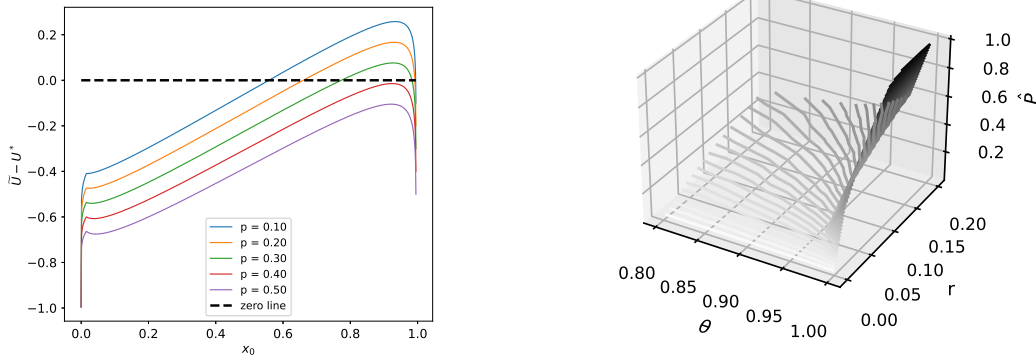 0.2
0.0
−0.2
−0.4
−0.6
−0.8
−1.0
Ũ − U*
0.0 0.2 0.4 0.6 0.8 1.0
x₀
p = 0.10
p = 0.20
p = 0.30
p = 0.40
p = 0.50
zero line
1.0
0.8
0.6
0.4
0.2
P̂
0.20
0.15
0.10
0.05
0.00
r
0.80
0.85
0.90
0.95
1.00
θ